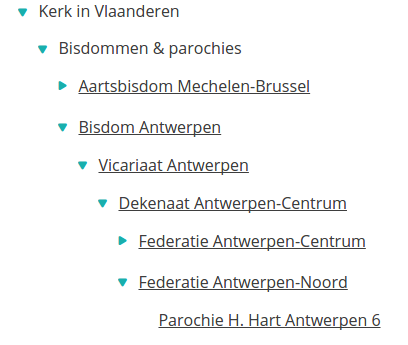 Kerk in Vlaanderen
Bisdommen & parochies
Aartsbisdom Mechelen-Brussel
Bisdom Antwerpen
Vicariaat Antwerpen
Dekenaat Antwerpen-Centrum
Federatie Antwerpen-Centrum
Federatie Antwerpen-Noord
Parochie H. Hart Antwerpen 6